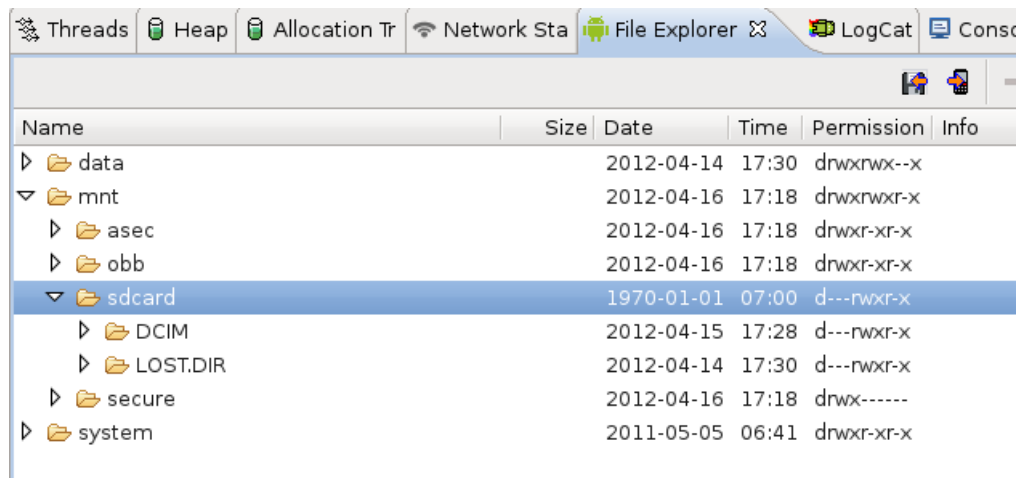 Threads Heap Allocation Tr Network Sta File Explorer LogCat Consc
Name Size Date Time Permission Info
data 2012-04-14 17:30 drwxrwx--x
mnt 2012-04-16 17:18 drwxrwxr-x
asec 2012-04-16 17:18 drwxr-xr-x
obb 2012-04-16 17:18 drwxr-xr-x
sdcard 1970-01-01 07:00 d---rwxr-x
DCIM 2012-04-15 17:28 d---rwxr-x
LOST.DIR 2012-04-14 17:30 d---rwxr-x
secure 2012-04-16 17:18 drwx------
system 2011-05-05 06:41 drwxr-xr-x